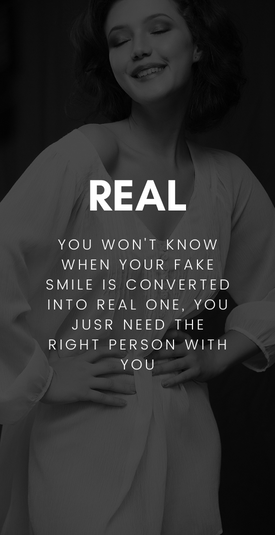 REAL
YOU WON'T KNOW
WHEN YOUR FAKE
SMILE IS CONVERTED
INTO REAL ONE, YOU
JUSR NEED THE
RIGHT PERSON WITH
YOU